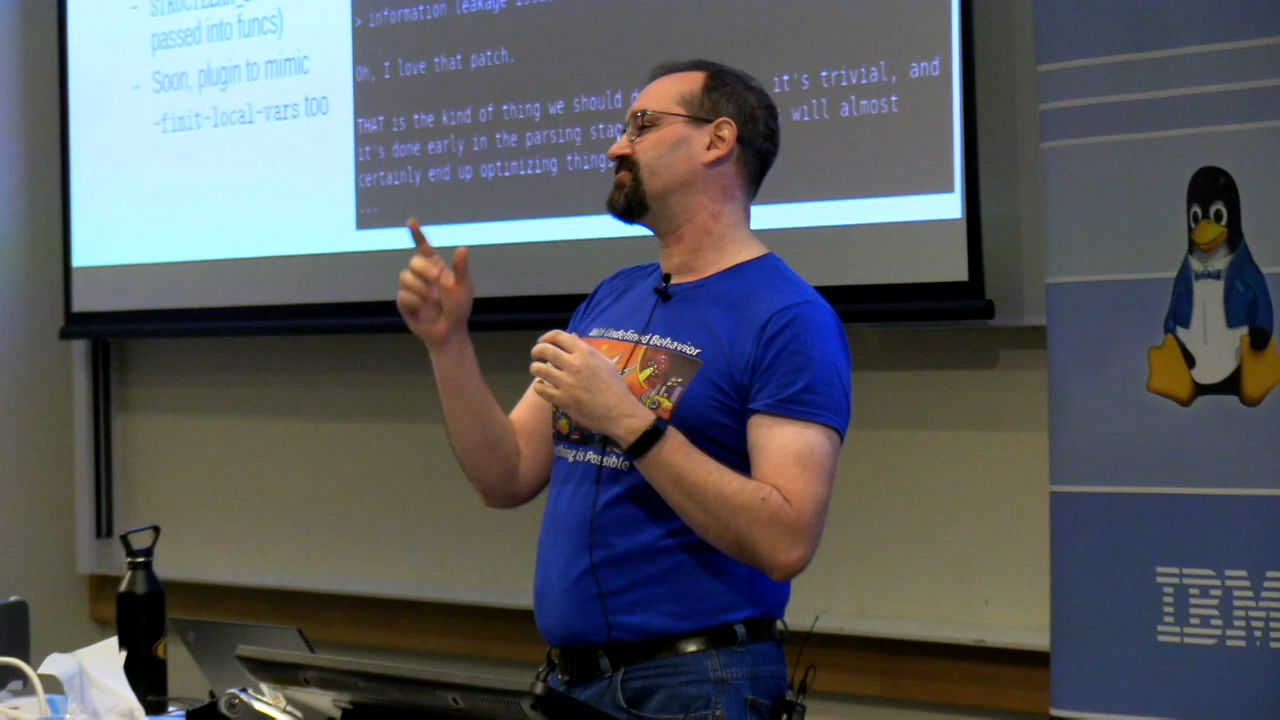 passed into funcs)
- Soon, plugin to mimic
-finit-local-vars too
> information leakage
Oh, I love that patch.
THAT is the kind of thing we should it's trivial, and
it's done early in the parsing will almost
certainly end up optimizing things
...
Undefined Behavior
is Possible
IBM